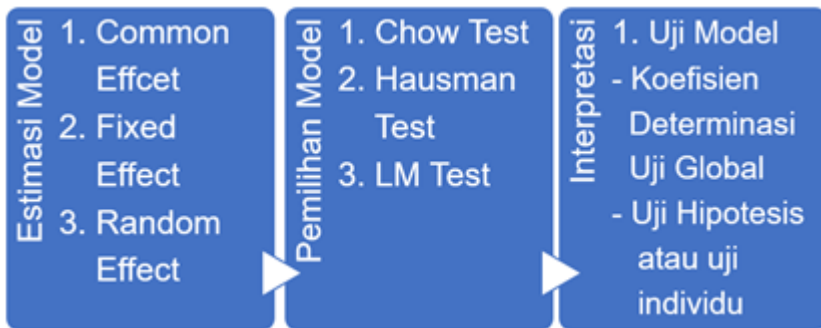 Estimasi Model
1. Common
Effcet
2. Fixed
Effect
3. Random
Effect
Pemilihan Model
1. Chow Test
2. Hausman
Test
3. LM Test
Interpretasi
1. Uji Model
- Koefisien
Determinasi
Uji Global
- Uji Hipotesis
atau uji
individu